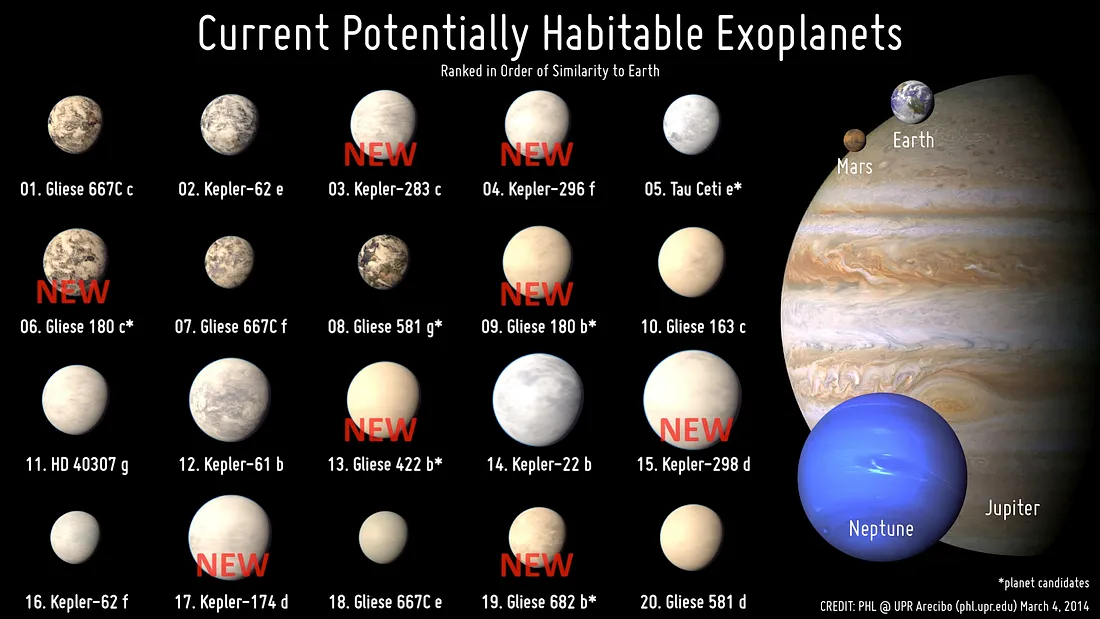 Current Potentially Habitable Exoplanets
Ranked in Order of Similarity to Earth
NEW NEW
01. Gliese 667C c 02. Kepler-62 e 03. Kepler-283 c 04. Kepler-296 f 05. Tau Ceti e*
NEW NEW
06. Gliese 180 c* 07. Gliese 667C f 08. Gliese 581 g* 09. Gliese 180 b* 10. Gliese 163 c
NEW NEW
11. HD 40307 g 12. Kepler-61 b 13. Gliese 422 b* 14. Kepler-22 b 15. Kepler-298 d
NEW NEW
16. Kepler-62 f 17. Kepler-174 d 18. Gliese 667C e 19. Gliese 682 b* 20. Gliese 581 d
Earth
Mars
Jupiter
Neptune
*planet candidates
CREDIT: PHL @ UPR Arecibo (phl.upr.edu) March 4, 2014